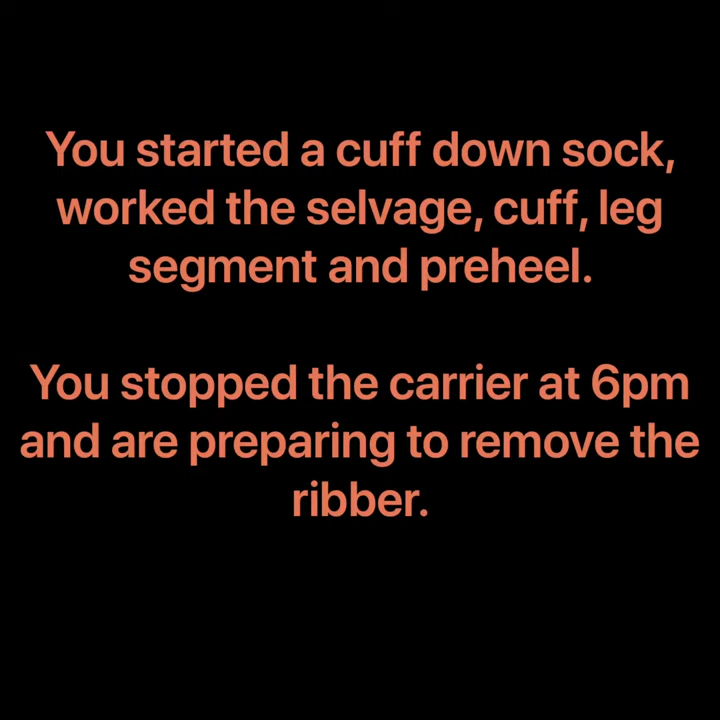 You started a cuff down sock,
worked the selvage, cuff, leg
segment and preheel.
You stopped the carrier at 6pm
and are preparing to remove the
ribber.